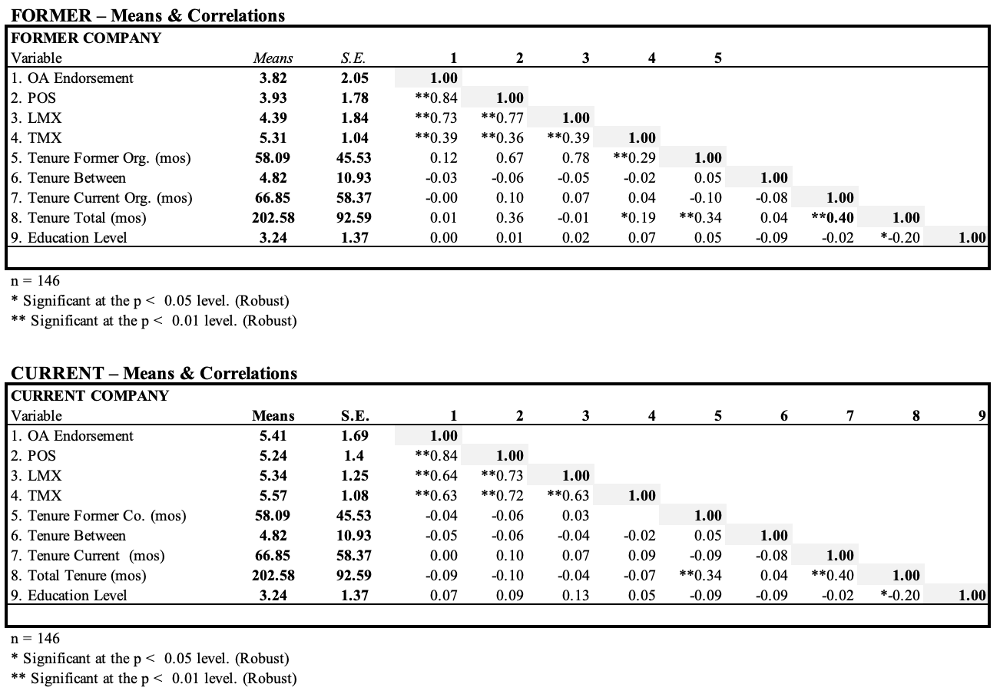 FORMER – Means & Correlations
FORMER COMPANY
Variable Means S.E. 1 2 3 4 5
1. OA Endorsement 3.82 2.05 1.00
2. POS 3.93 1.78 **0.84 1.00
3. LMX 4.39 1.84 **0.73 **0.77 1.00
4. TMX 5.31 1.04 **0.39 **0.36 **0.39 1.00
5. Tenure Former Org. (mos) 58.09 45.53 0.12 0.67 0.78 **0.29 1.00
6. Tenure Between 4.82 10.93 -0.03 -0.06 -0.05 -0.02 0.05 1.00
7. Tenure Current Org. (mos) 66.85 58.37 -0.00 0.10 0.07 0.04 -0.10 -0.08 1.00
8. Tenure Total (mos) 202.58 92.59 0.01 0.36 -0.01 *0.19 **0.34 0.04 **0.40 1.00
9. Education Level 3.24 1.37 0.00 0.01 0.02 0.07 0.05 -0.09 -0.02 *-0.20 1.00
n = 146
* Significant at the p < 0.05 level. (Robust)
** Significant at the p < 0.01 level. (Robust)
CURRENT – Means & Correlations
CURRENT COMPANY
Variable Means S.E. 1 2 3 4 5 6 7 8 9
1. OA Endorsement 5.41 1.69 1.00
2. POS 5.24 1.4 **0.84 1.00
3. LMX 5.34 1.25 **0.64 **0.73 1.00
4. TMX 5.57 1.08 **0.63 **0.72 **0.63 1.00
5. Tenure Former Co. (mos) 58.09 45.53 -0.04 -0.06 0.03 1.00
6. Tenure Between 4.82 10.93 -0.05 -0.06 -0.04 -0.02 0.05 1.00
7. Tenure Current (mos) 66.85 58.37 0.00 0.10 0.07 0.09 -0.09 -0.08 1.00
8. Total Tenure (mos) 202.58 92.59 -0.09 -0.10 -0.04 -0.07 **0.34 0.04 **0.40 1.00
9. Education Level 3.24 1.37 0.07 0.09 0.13 0.05 -0.09 -0.09 -0.02 *-0.20 1.00
n = 146
* Significant at the p < 0.05 level. (Robust)
** Significant at the p < 0.01 level. (Robust)